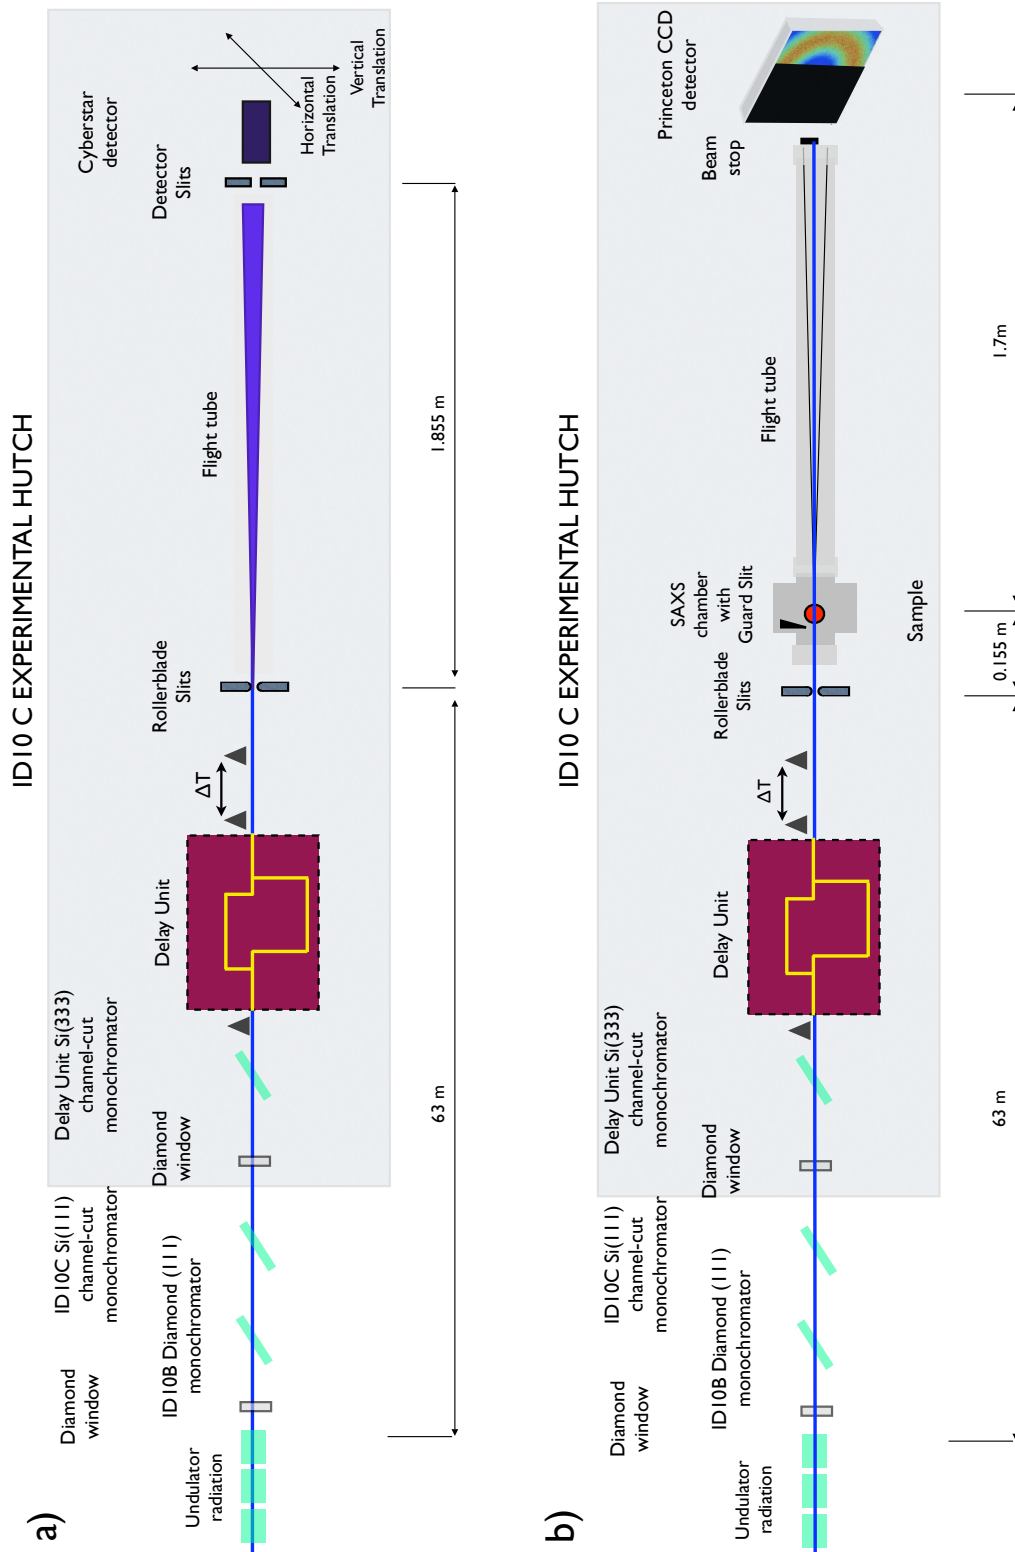 ID10 C EXPERIMENTAL HUTCH
a)
Undulator
radiation
Diamond
window
ID10B Diamond (111)
monochromator
ID10C Si(111)
channel-cut
monochromator
Diamond
window
Delay Unit Si(333)
channel-cut
monochromator
Delay Unit
ΔT
Rollerblade
Slits
Flight tube
Detector
Slits
Cyberstar
detector
Horizontal
Translation
Vertical
Translation
63 m
1.855 m
ID10 C EXPERIMENTAL HUTCH
b)
Undulator
radiation
Diamond
window
ID10B Diamond (111)
monochromator
ID10C Si(111)
channel-cut
monochromator
Diamond
window
Delay Unit Si(333)
channel-cut
monochromator
Delay Unit
ΔT
Rollerblade
Slits
SAXS
chamber
with
Guard Slit
Sample
Flight tube
Beam
stop
Princeton CCD
detector
63 m
0.155 m
1.7m